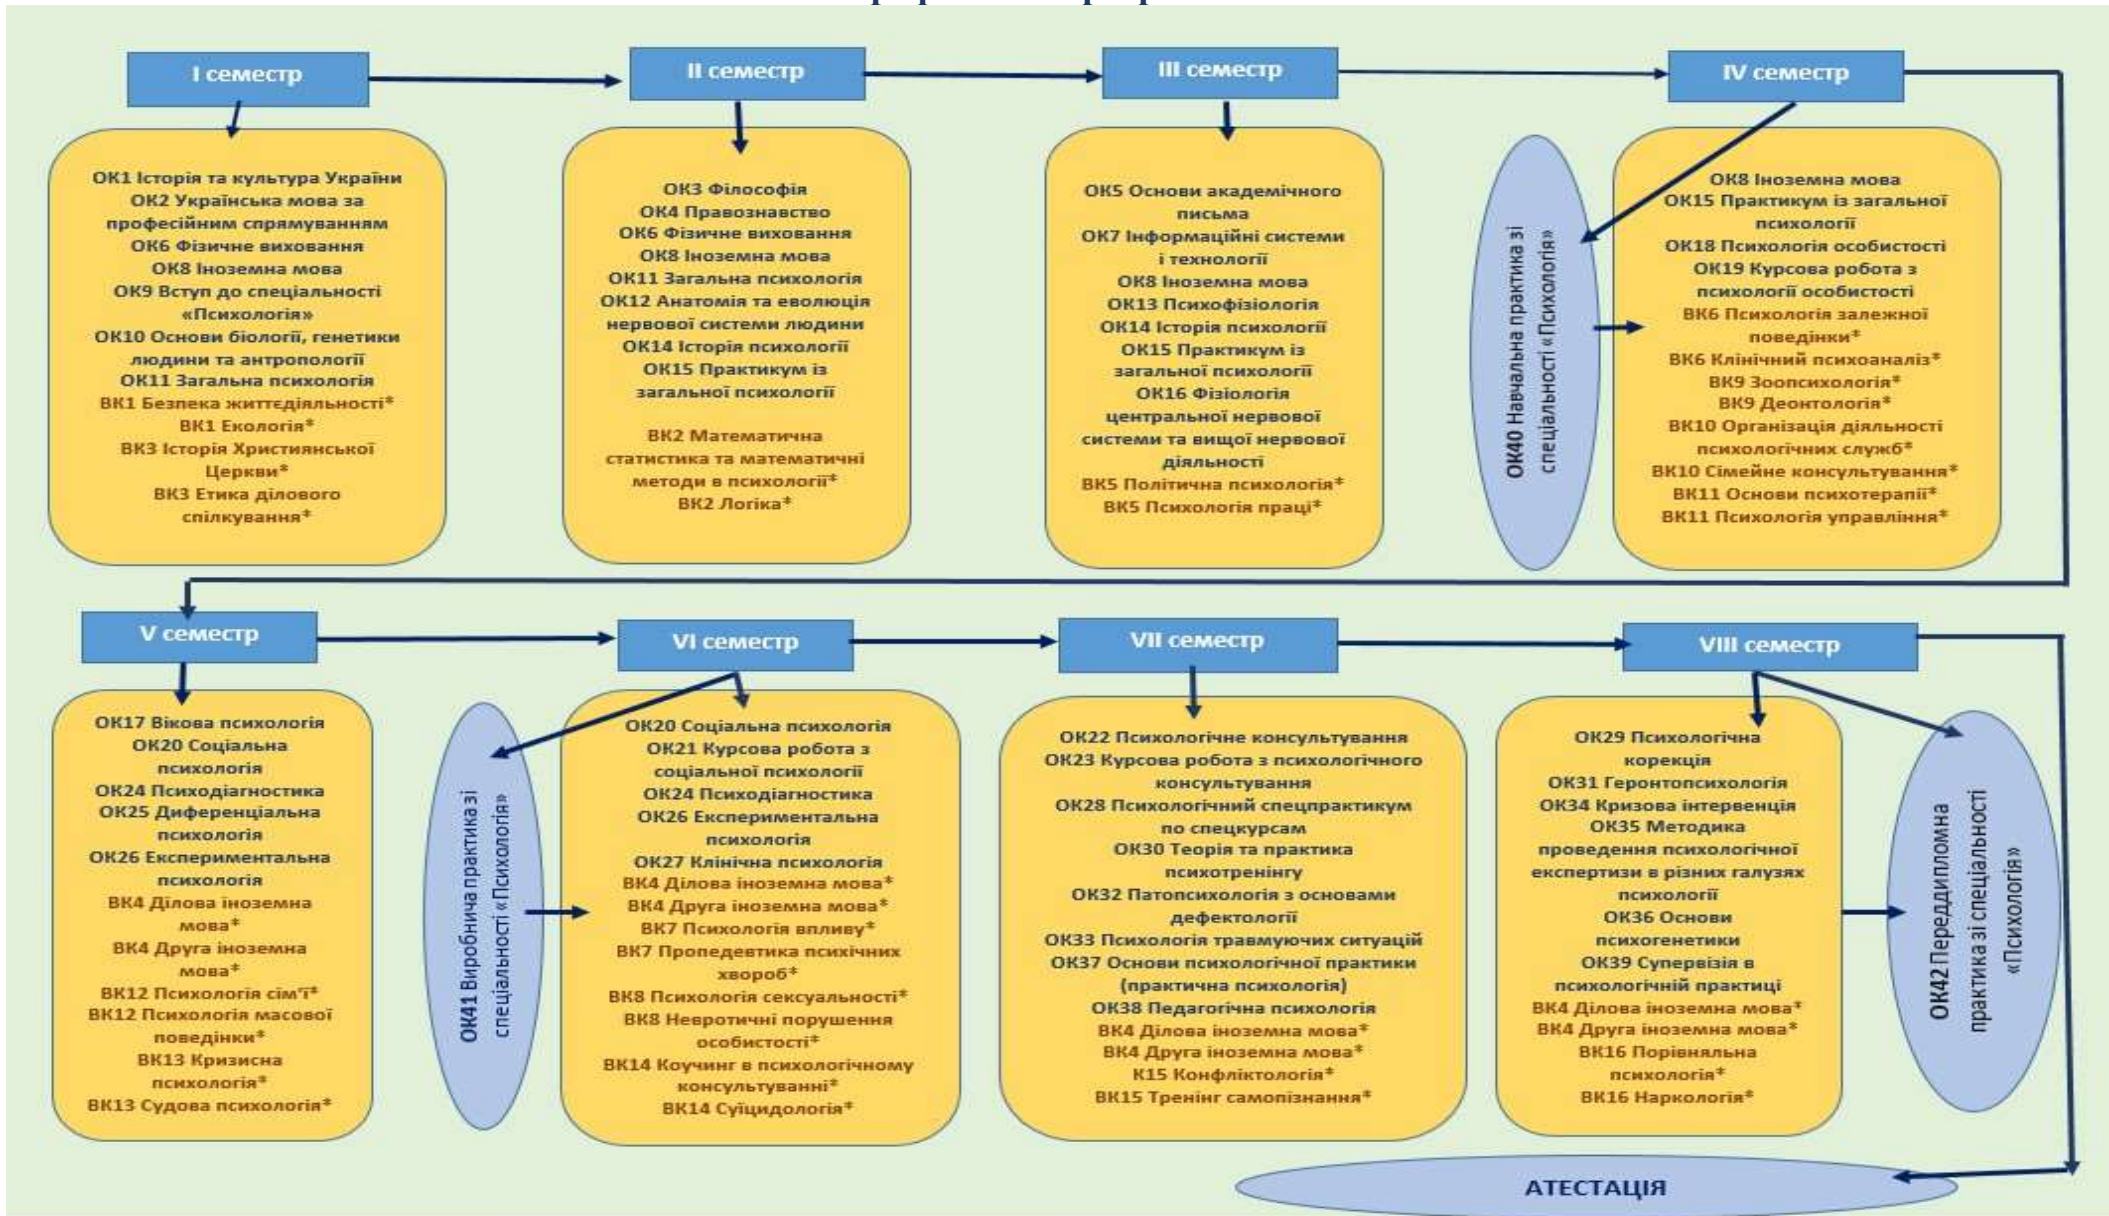 I семестр
II семестр
III семестр
IV семестр
ОК1 Історія та культура України
ОК2 Українська мова за
професійним спрямуванням
ОК6 Фізичне виховання
ОК8 Іноземна мова
ОК9 Вступ до спеціальності
«Психологія»
ОК10 Основи біології, генетики
людини та антропології
ОК11 Загальна психологія
ВК1 Безпека життєдіяльності*
ВК1 Екологія*
ВК3 Історія Християнської
Церкви*
ВК3 Етика ділового
спілкування*
ОК3 Філософія
ОК4 Правознавство
ОК6 Фізичне виховання
ОК8 Іноземна мова
ОК11 Загальна психологія
ОК12 Анатомія та еволюція
нервової системи людини
ОК14 Історія психології
ОК15 Практикум із
загальної психології
ВК2 Математична
статистика та математичні
методи в психології*
ВК2 Логіка*
ОК5 Основи академічного
письма
ОК7 Інформаційні системи
і технології
ОК8 Іноземна мова
ОК13 Психофізіологія
ОК14 Історія психології
ОК15 Практикум із
загальної психології
ОК16 Фізіологія
центральної нервової
системи та вищої нервової
діяльності
ВК5 Політична психологія*
ВК5 Психологія праці*
ОК40 Навчальна практика зі
спеціальності «Психологія»
ОК8 Іноземна мова
ОК15 Практикум із загальної
психології
ОК18 Психологія особистості
ОК19 Курсова робота з
психології особистості
ВК6 Психологія залежної
поведінки*
ВК6 Клінічний психоаналіз*
ВК9 Зоопсихологія*
ВК9 Деонтологія*
ВК10 Організація діяльності
психологічних служб*
ВК10 Сімейне консультування*
ВК11 Основи психотерапії*
ВК11 Психологія управління*
V семестр
VI семестр
VII семестр
VIII семестр
ОК17 Вікова психологія
ОК20 Соціальна
психологія
ОК24 Психодіагностика
ОК25 Диференціальна
психологія
ОК26 Експериментальна
психологія
ВК4 Ділова іноземна
мова*
ВК4 Друга іноземна
мова*
ВК12 Психологія сім'ї*
ВК12 Психологія масової
поведінки*
ВК13 Кризисна
психологія*
ВК13 Судова психологія*
ОК41 Виробнича практика зі
спеціальності «Психологія»
ОК20 Соціальна психологія
ОК21 Курсова робота з
соціальної психології
ОК24 Психодіагностика
ОК26 Експериментальна
психологія
ОК27 Клінічна психологія
ВК4 Ділова іноземна мова*
ВК4 Друга іноземна мова*
ВК7 Психологія впливу*
ВК7 Пропедевтика психічних
хвороб*
ВК8 Психологія сексуальності*
ВК8 Невротичні порушення
особистості*
ВК14 Коучинг в психологічному
консультуванні*
ВК14 Суїцидологія*
ОК22 Психологічне консультування
ОК23 Курсова робота з психологічного
консультування
ОК28 Психологічний спецпрактикум
по спецкурсам
ОК30 Теорія та практика
психотренінгу
ОК32 Патопсихологія з основами
дефектології
ОК33 Психологія травмуючих ситуацій
ОК37 Основи психологічної практики
(практична психологія)
ОК38 Педагогічна психологія
ВК4 Ділова іноземна мова*
ВК4 Друга іноземна мова*
К15 Конфліктологія*
ВК15 Тренінг самопізнання*
ОК29 Психологічна
корекція
ОК31 Геронтопсихологія
ОК34 Кризова інтервенція
ОК35 Методика
проведення психологічної
експертизи в різних галузях
психології
ОК36 Основи
психогенетики
ОК39 Супервізія в
психологічній практиці
ВК4 Ділова іноземна мова*
ВК4 Друга іноземна мова*
ВК16 Порівняльна
психологія*
ВК16 Наркологія*
ОК42 Переддипломна
практика зі спеціальності
«Психологія»
АТЕСТАЦІЯ